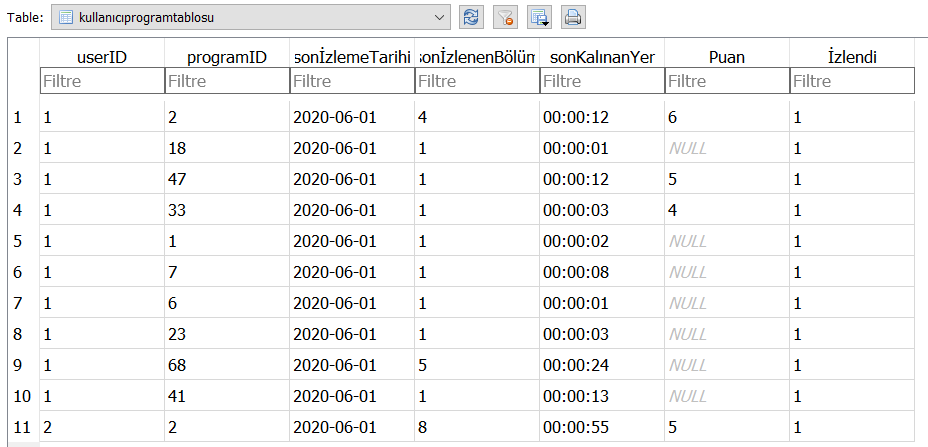 Table: kullanıcıprogramtablosu
userID programID sonİzlemeTarihi sonİzlenenBölüm sonKalınanYer Puan İzlendi
Filtre Filtre Filtre Filtre Filtre Filtre Filtre
1 1 2 2020-06-01 4 00:00:12 6 1
2 1 18 2020-06-01 1 00:00:01 NULL 1
3 1 47 2020-06-01 1 00:00:12 5 1
4 1 33 2020-06-01 1 00:00:03 4 1
5 1 1 2020-06-01 1 00:00:02 NULL 1
6 1 7 2020-06-01 1 00:00:08 NULL 1
7 1 6 2020-06-01 1 00:00:01 NULL 1
8 1 23 2020-06-01 1 00:00:03 NULL 1
9 1 68 2020-06-01 5 00:00:24 NULL 1
10 1 41 2020-06-01 1 00:00:13 NULL 1
11 2 2 2020-06-01 8 00:00:55 5 1